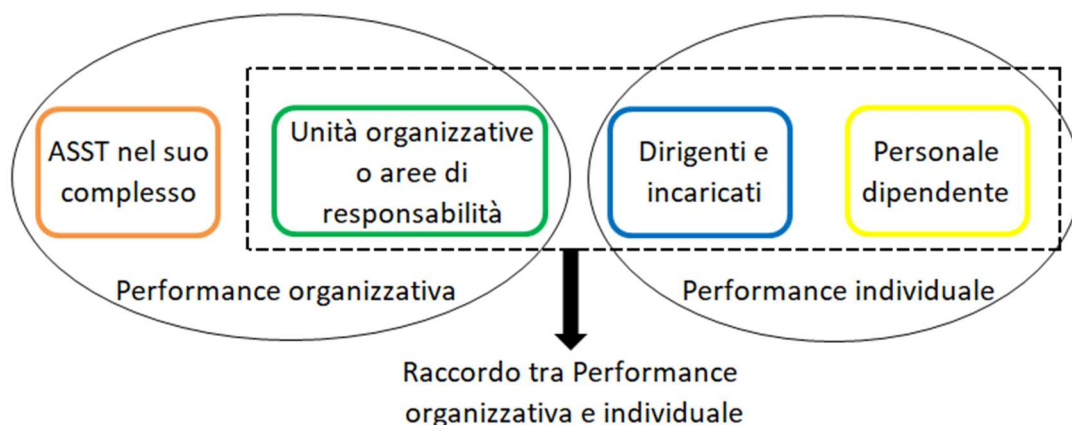 ASST nel suo
complesso
Unità organizzative
o aree di
responsabilità
Dirigenti e
incaricati
Personale
dipendente
Performance organizzativa
Performance individuale
Raccordo tra Performance
organizzativa e individuale